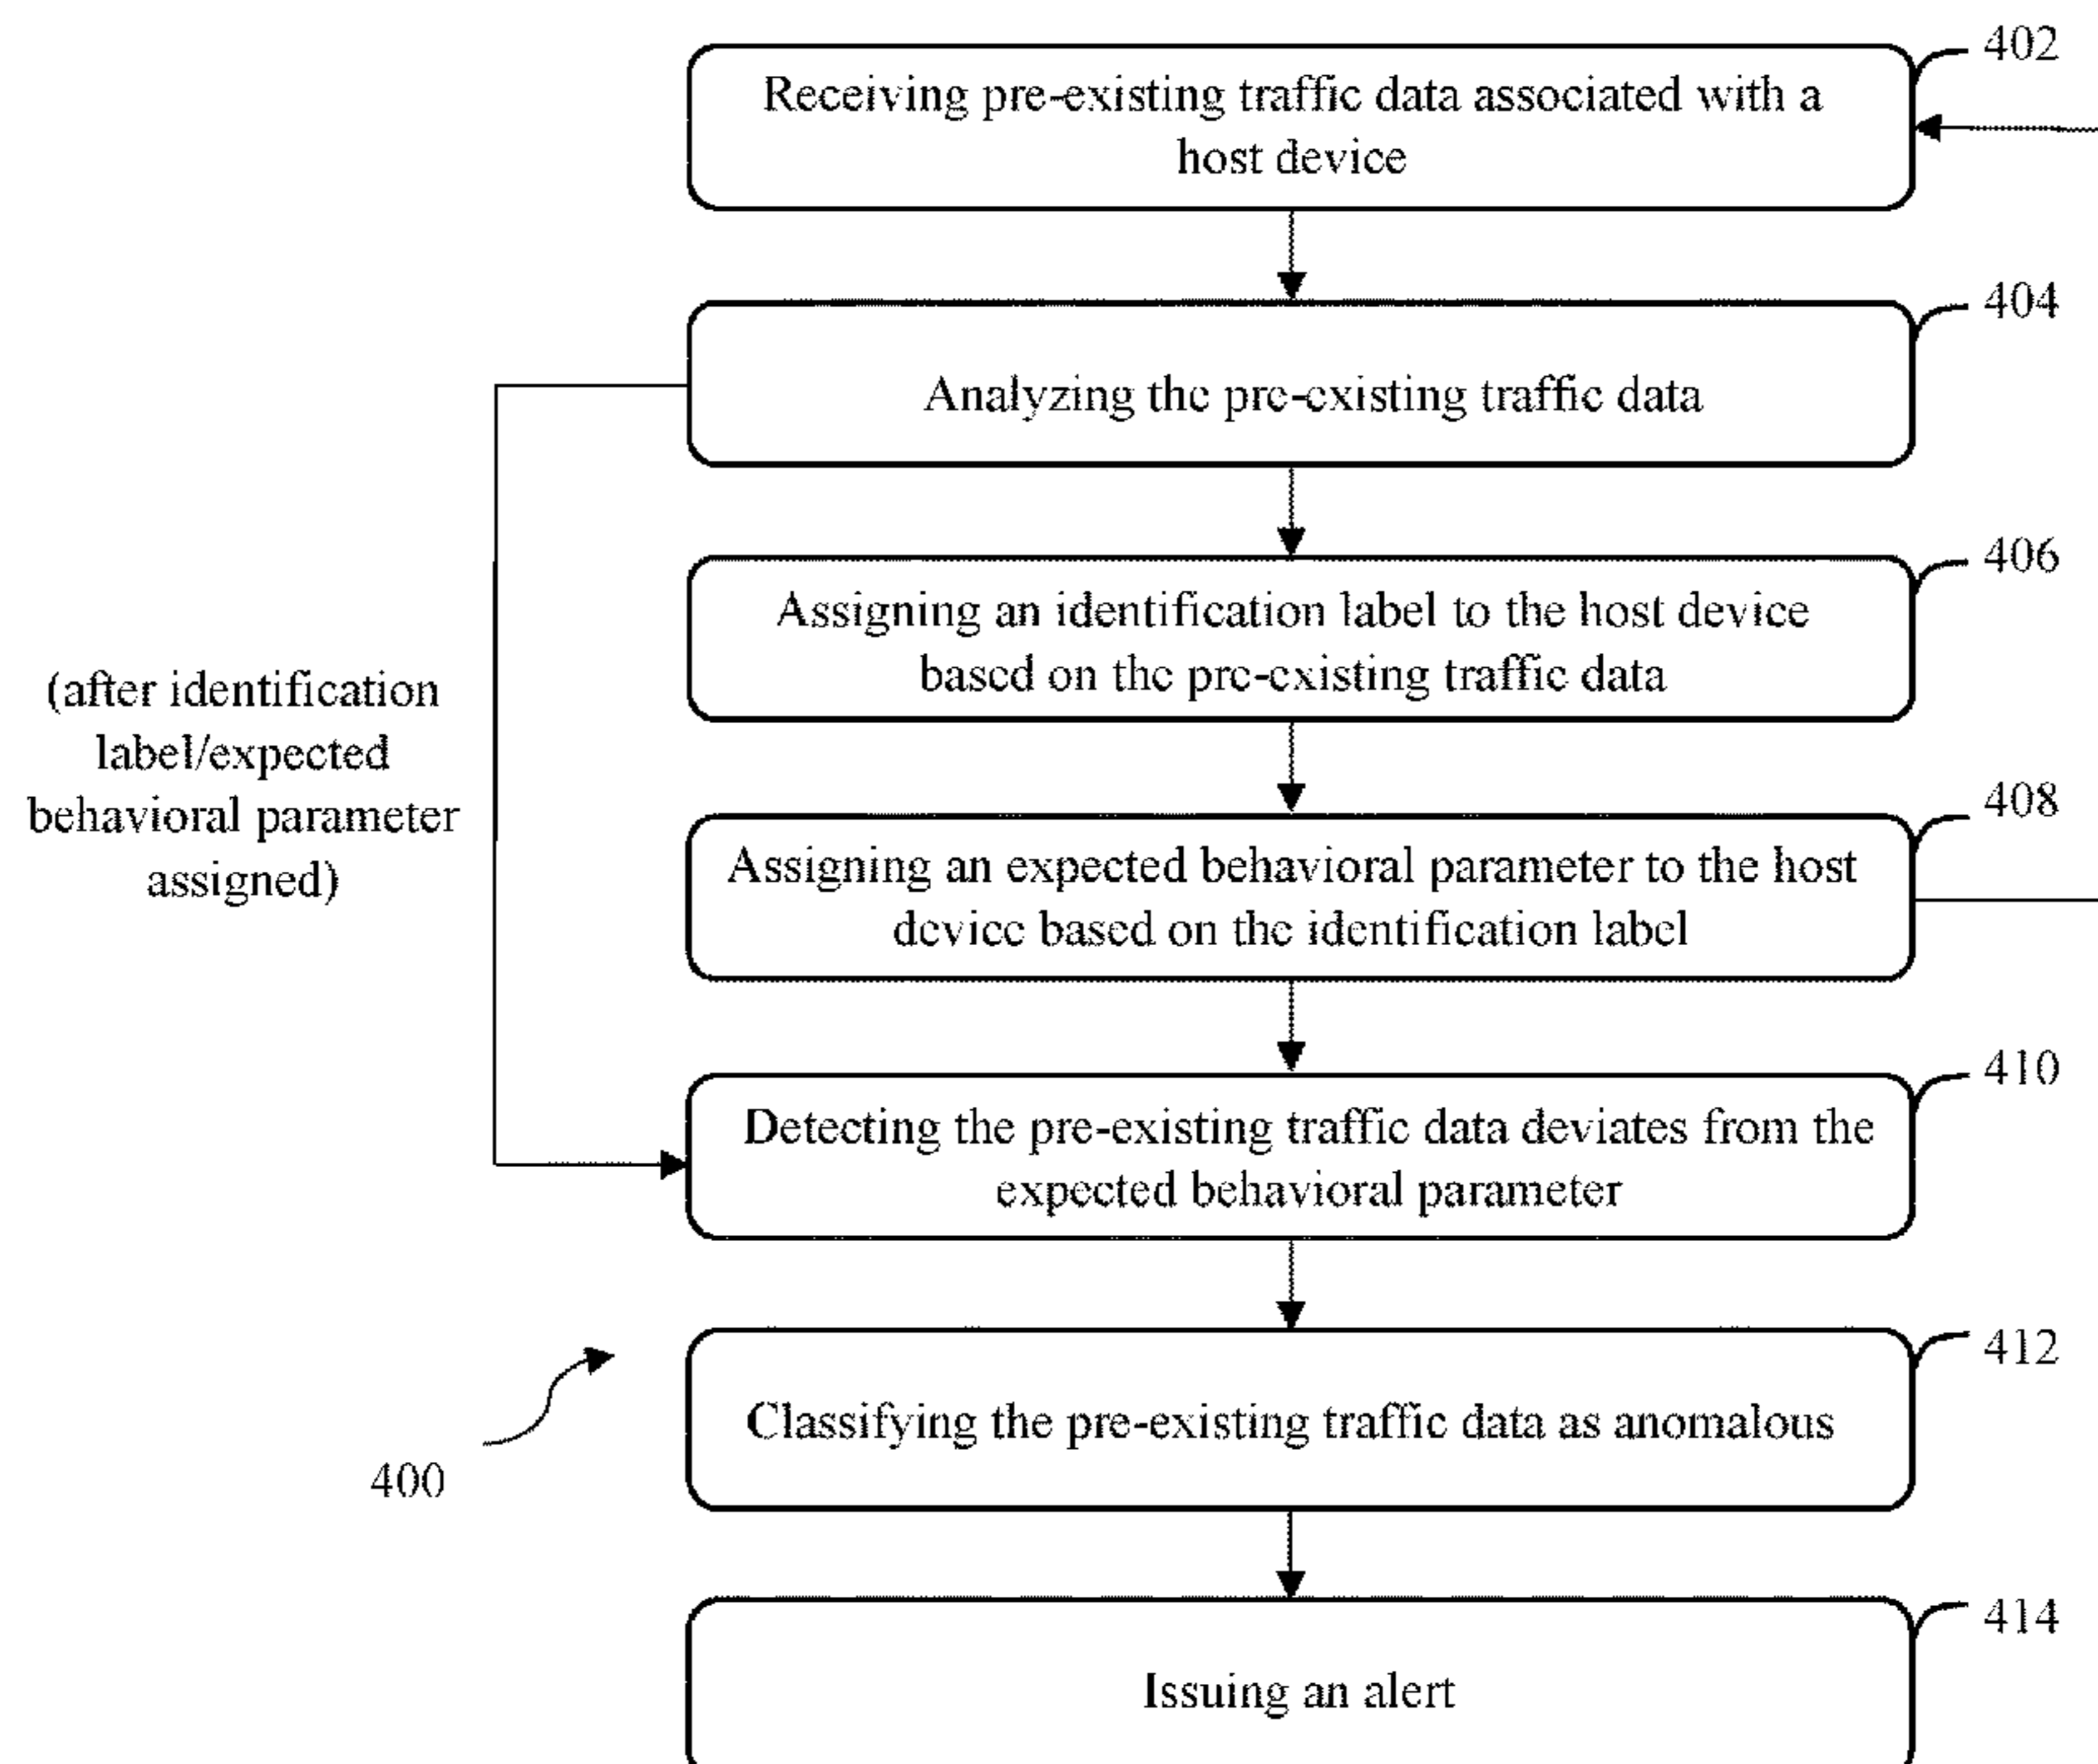 402
Receiving pre-existing traffic data associated with a
host device
404
Analyzing the pre-existing traffic data
406
Assigning an identification label to the host device
based on the pre-existing traffic data
(after identification
label/expected
behavioral parameter
assigned)
408
Assigning an expected behavioral parameter to the host
device based on the identification label
410
Detecting the pre-existing traffic data deviates from the
expected behavioral parameter
412
Classifying the pre-existing traffic data as anomalous
400
414
Issuing an alert